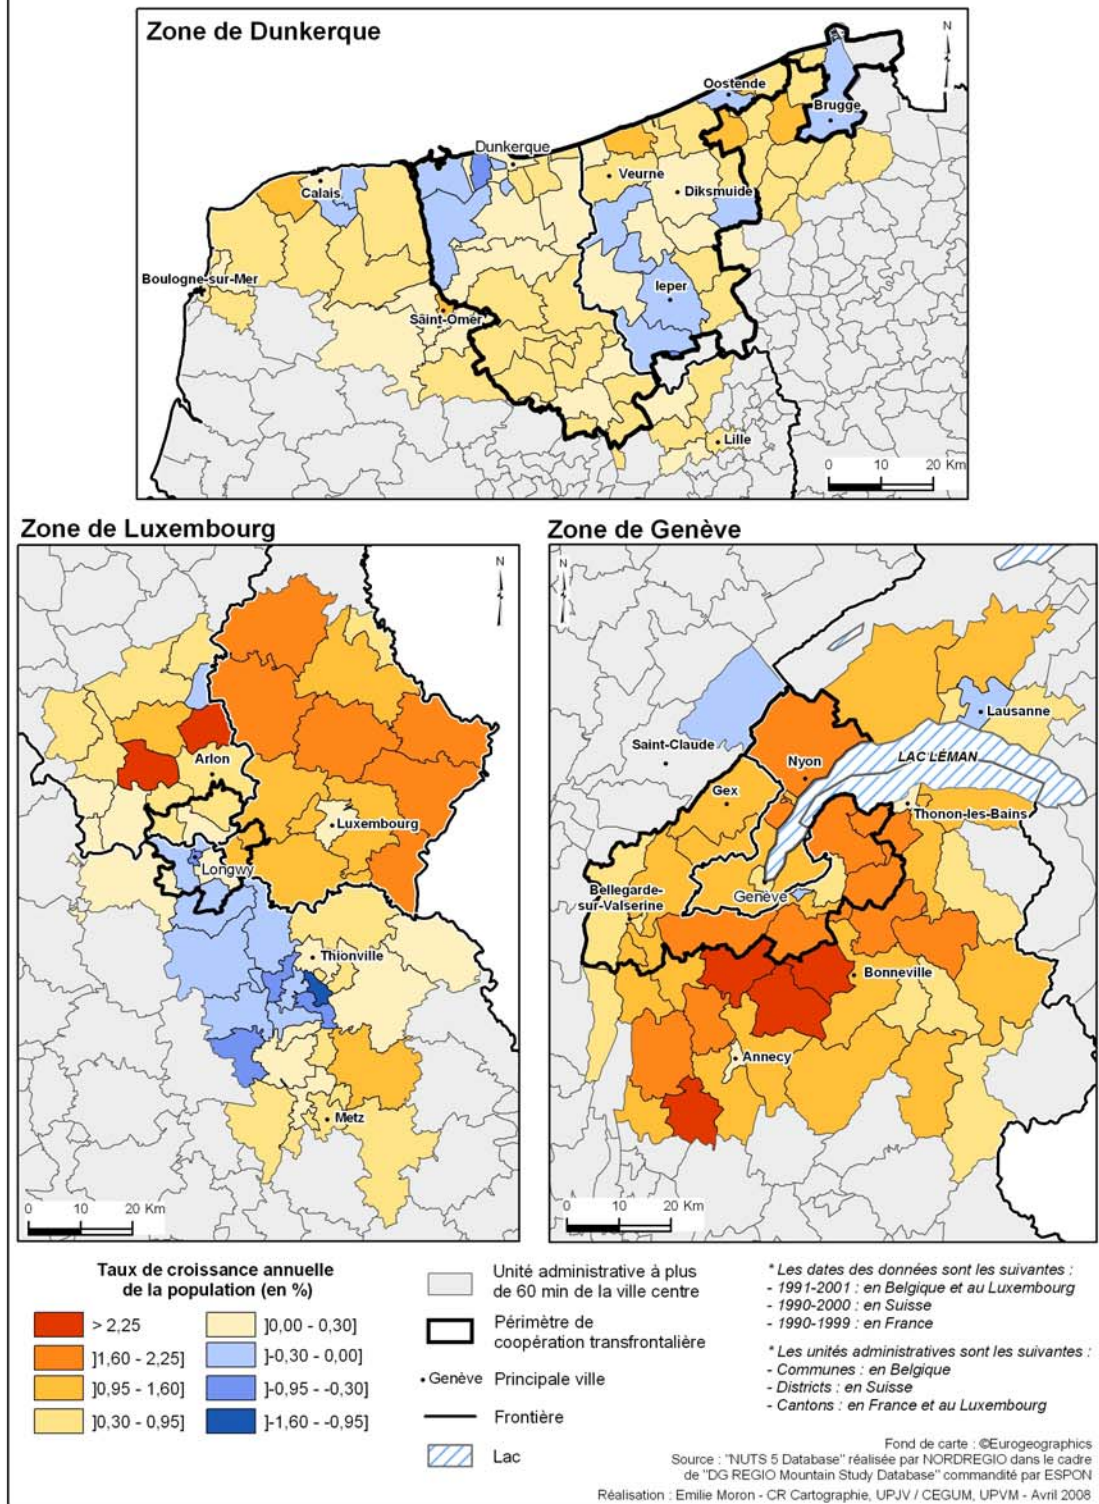 Zone de Dunkerque
N
Oostende
Brugge
Dunkerque
Calais
Veurne
Diksmuide
Boulogne-sur-Mer
Ieper
Saint-Omer
Lille
0 10 20 Km
Zone de Luxembourg
N
Arlon
Luxembourg
Longwy
Thionville
Metz
0 10 20 Km
Zone de Genève
N
Lausanne
Saint-Claude
LAC LÉMAN
Nyon
Gex
Thonon-les-Bains
Bellegarde-
sur-Valserine
Genève
Bonneville
Annecy
0 10 20 Km
Taux de croissance annuelle
de la population (en %)
> 2,25
]1,60 - 2,25]
]0,95 - 1,60]
]0,30 - 0,95]
]0,00 - 0,30]
]-0,30 - 0,00]
]-0,95 - -0,30]
]-1,60 - -0,95]
Unité administrative à plus
de 60 min de la ville centre
Périmètre de
coopération transfrontalière
Genève Principale ville
Frontière
Lac
* Les dates des données sont les suivantes :
- 1991-2001 : en Belgique et au Luxembourg
- 1990-2000 : en Suisse
- 1990-1999 : en France
* Les unités administratives sont les suivantes :
- Communes : en Belgique
- Districts : en Suisse
- Cantons : en France et au Luxembourg
Fond de carte : ©Eurogeographics
Source : "NUTS 5 Database" réalisée par NORDREGIO dans le cadre
de "DG REGIO Mountain Study Database" commandité par ESPON
Réalisation : Emilie Moron - CR Cartographie, UPJV / CEGUM, UPVM - Avril 2008